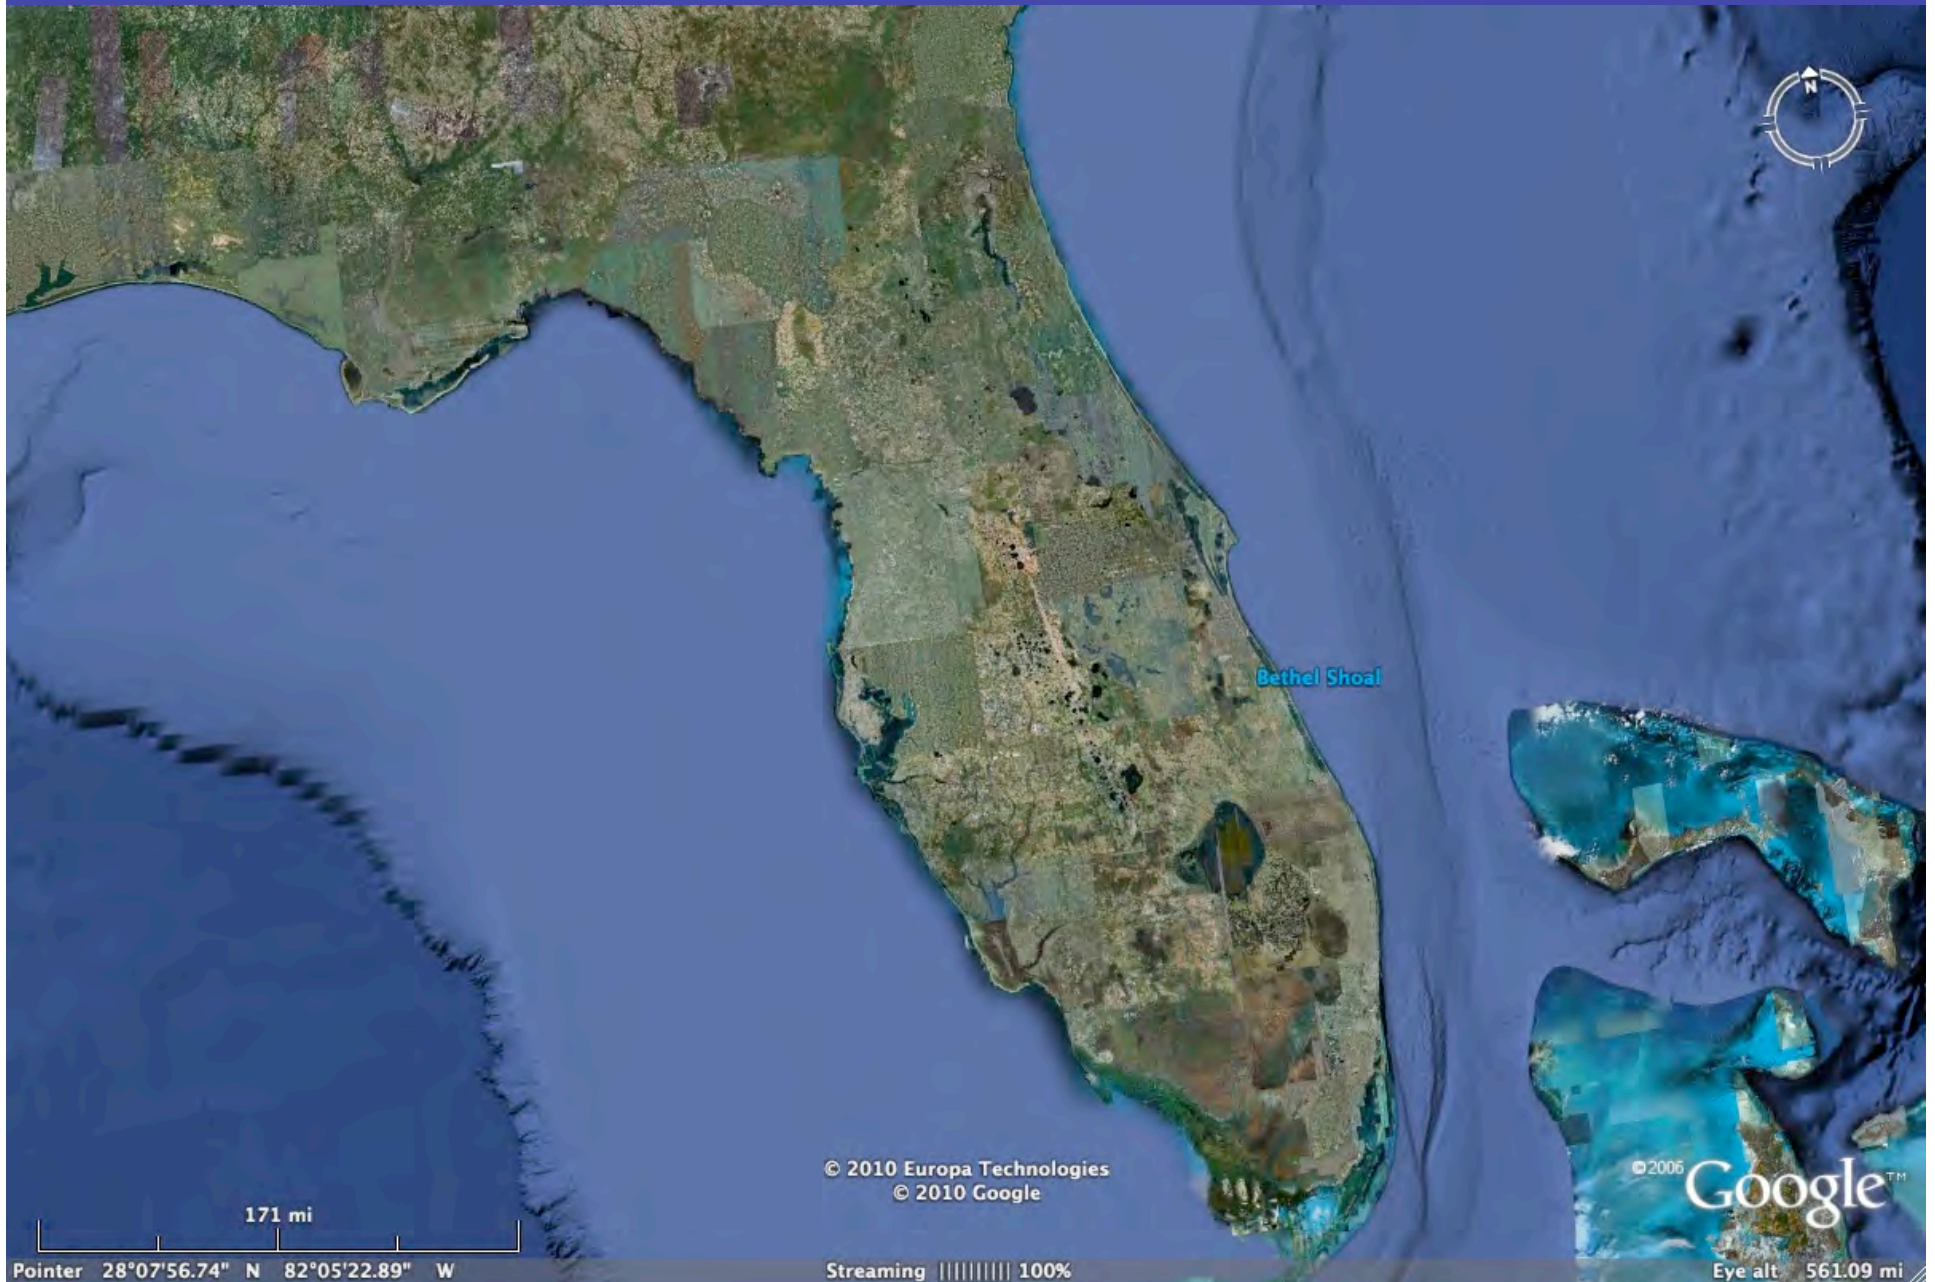 N
Bethel Shoal
© 2010 Europa Technologies
© 2010 Google
©2006 Google™
171 mi
Pointer 28°07'56.74" N 82°05'22.89" W Streaming |||||||||| 100% Eye alt 561.09 mi